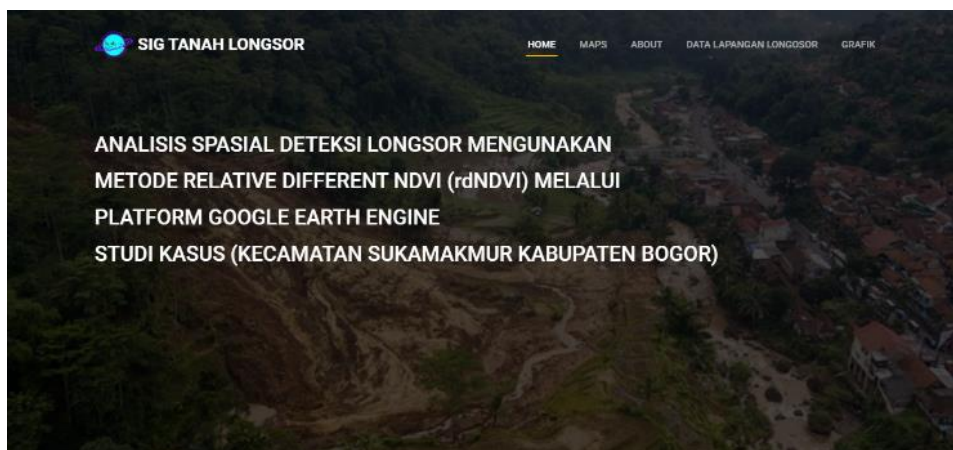 SIG TANAH LONGSOR
HOME MAPS ABOUT DATA LAPANGAN LONGOSOR GRAFIK
ANALISIS SPASIAL DETEKSI LONGSOR MENGUNAKAN
METODE RELATIVE DIFFERENT NDVI (rdNDVI) MELALUI
PLATFORM GOOGLE EARTH ENGINE
STUDI KASUS (KECAMATAN SUKAMAKMUR KABUPATEN BOGOR)